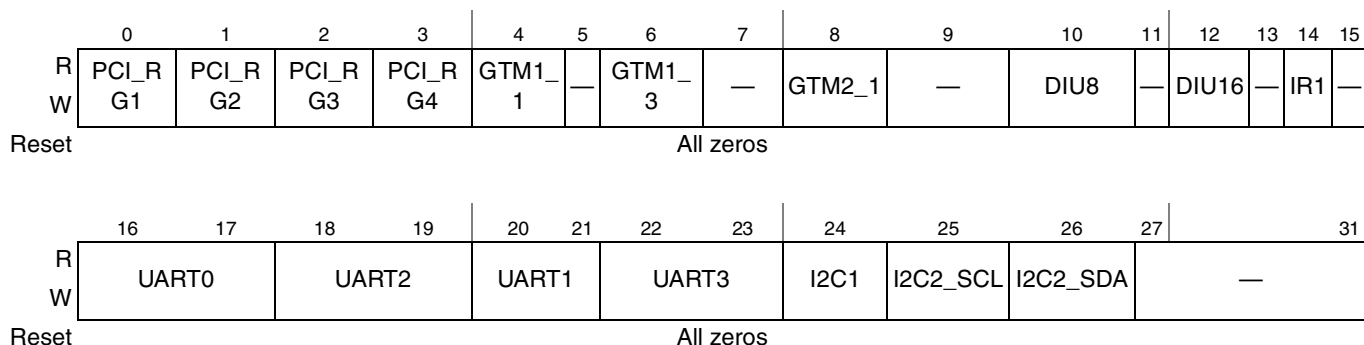 0 1 2 3 4 5 6 7 8 9 10 11 12 13 14 15
R PCI_R PCI_R PCI_R PCI_R GTM1_ — GTM1_ — GTM2_1 — DIU8 — DIU16 — IR1 —
W G1 G2 G3 G4 1 3
Reset All zeros
16 17 18 19 20 21 22 23 24 25 26 27 31
R UART0 UART2 UART1 UART3 I2C1 I2C2_SCL I2C2_SDA —
W
Reset All zeros